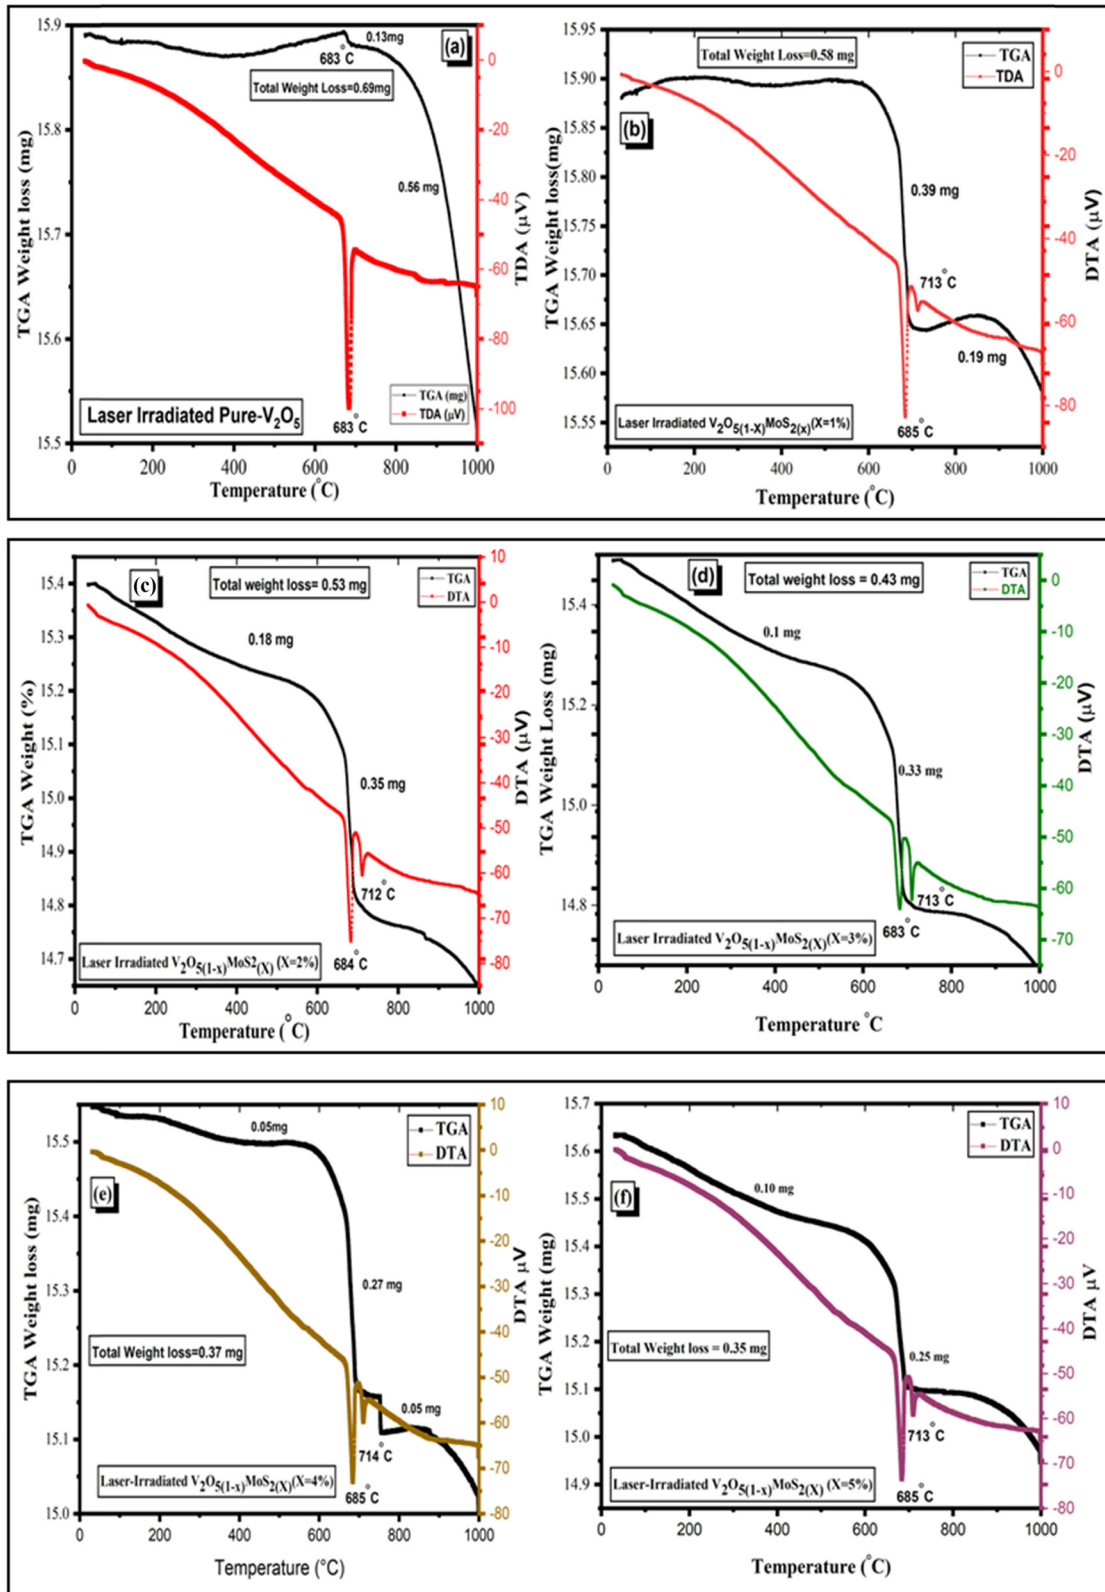 15.9
15.8
15.7
15.6
15.5
TGA Weight loss (mg)
0
200
400
600
800
1000
Temperature (°C)
0
-20
-40
-60
-80
-100
TDA (µV)
(a)
0.13mg
683 °C
Total Weight Loss=0.69mg
0.56 mg
TGA (mg)
TDA (µV)
Laser Irradiated Pure-V₂O₅
683 °C
15.95
15.90
15.85
15.80
15.75
15.70
15.65
15.60
15.55
TGA Weight loss(mg)
0
200
400
600
800
1000
Temperature (°C)
0
-20
-40
-60
-80
DTA (µV)
Total Weight Loss=0.58 mg
TGA
TDA
(b)
0.39 mg
713 °C
0.19 mg
Laser Irradiated V₂O₅₍₁₋ₓ₎MoS₂₍ₓ₎(X=1%)
685 °C
15.4
15.3
15.2
15.1
15.0
14.9
14.8
14.7
TGA Weight (%)
0
200
400
600
800
1000
Temperature (°C)
10
0
-10
-20
-30
-40
-50
-60
-70
-80
DTA (µV)
(c)
Total weight loss= 0.53 mg
TGA
DTA
0.18 mg
0.35 mg
712 °C
Laser Irradiated V₂O₅₍₁₋ₓ₎MoS2₍ₓ₎ (X=2%)
684 °C
15.4
15.2
15.0
14.8
TGA Weight Loss (mg)
0
200
400
600
800
1000
Temperature °C
0
-10
-20
-30
-40
-50
-60
-70
DTA (µV)
(d)
Total weight loss = 0.43 mg
TGA
DTA
0.1 mg
0.33 mg
713 °C
683 °C
Laser Irradiated V₂O₅₍₁₋ₓ₎MoS₂₍ₓ₎(X=3%)
15.5
15.4
15.3
15.2
15.1
15.0
TGA Weight loss (mg)
0
200
400
600
800
1000
Temperature (°C)
10
0
-10
-20
-30
-40
-50
-60
-70
-80
DTA µV
0.05mg
TGA
DTA
(e)
0.27 mg
Total Weight loss=0.37 mg
0.05 mg
714 °C
Laser-Irradiated V₂O₅₍₁₋ₓ₎MoS₂₍ₓ₎(X=4%)
685 °C
15.7
15.6
15.5
15.4
15.3
15.2
15.1
15.0
14.9
TGA Weight (mg)
0
200
400
600
800
1000
Temperature (°C)
10
0
-10
-20
-30
-40
-50
-60
-70
-80
DTA µV
TGA
DTA
(f)
0.10 mg
Total Weight loss = 0.35 mg
0.25 mg
713 °C
Laser-Irradiated V₂O₅₍₁₋ₓ₎MoS₂₍ₓ₎ (X=5%)
685 °C